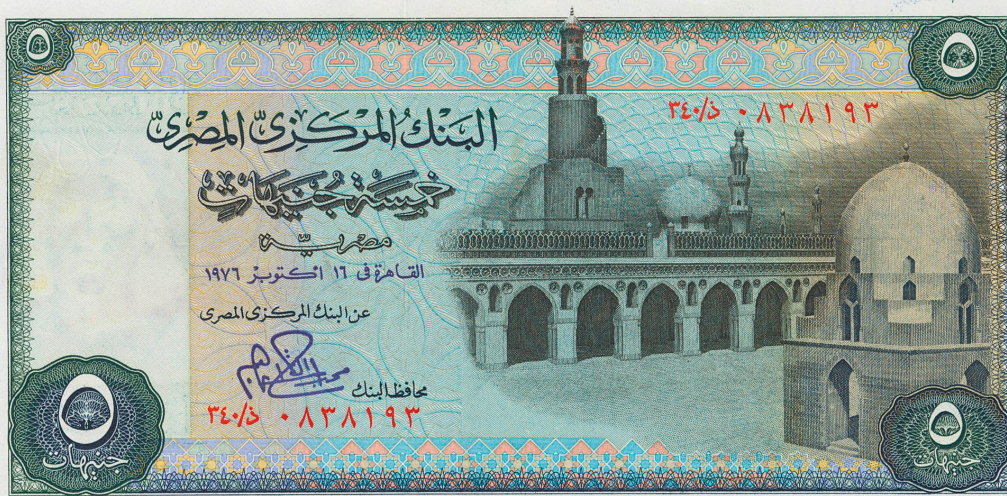 ٥ ٥
البنك المركزى المصرى
ذ/٣٤٠ ٠٨٣٨١٩٣
خمسة جنيهات
مصرية
القاهرة فى ١٦ اكتوبر ١٩٧٦
عن البنك المركزى المصرى
محافظ البنك
ذ/٣٤٠ ٠٨٣٨١٩٣
٥ ٥
جنيهات جنيهات